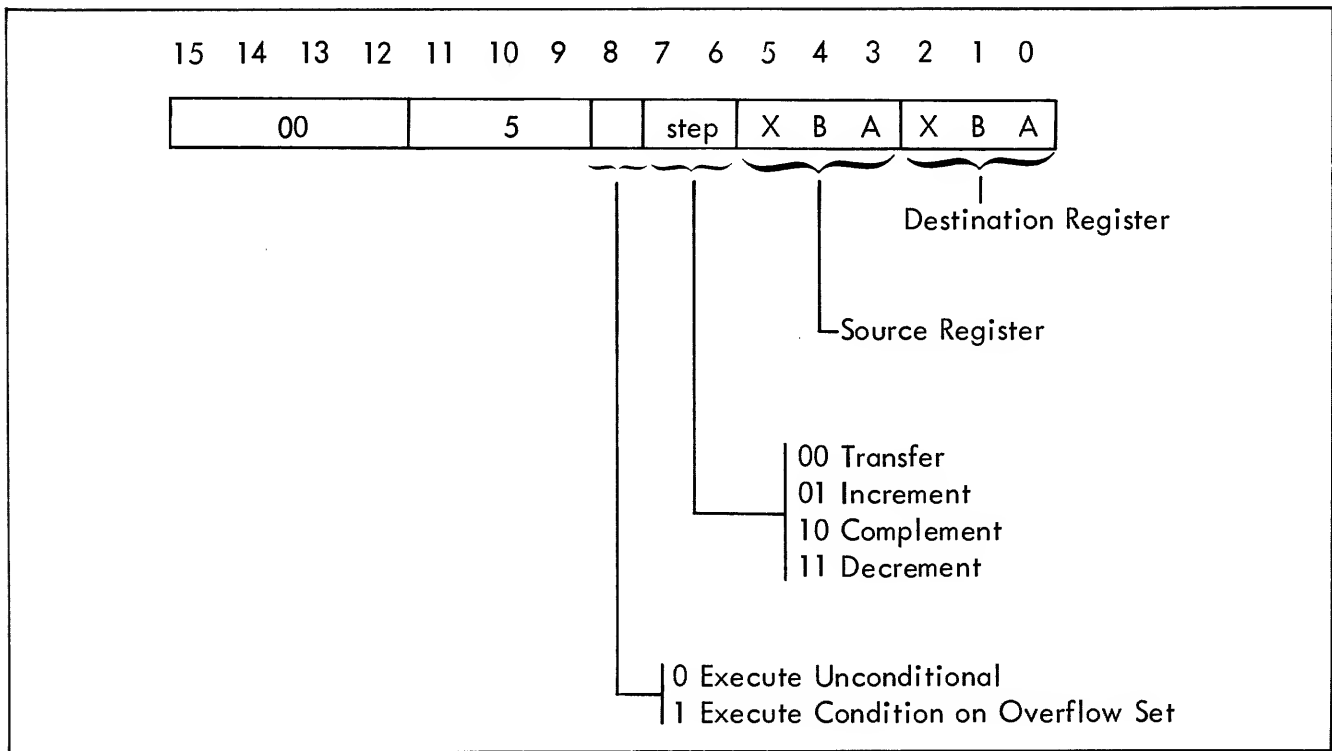 15 14 13 12 11 10 9 8 7 6 5 4 3 2 1 0
00 5 step X B A X B A
Destination Register
Source Register
00 Transfer
01 Increment
10 Complement
11 Decrement
0 Execute Unconditional
1 Execute Condition on Overflow Set